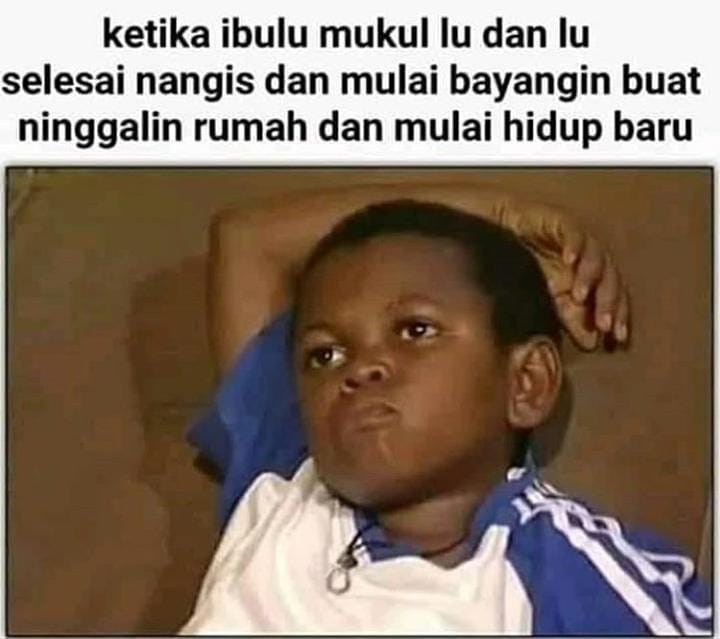 ketika ibulu mukul lu dan lu
selesai nangis dan mulai bayangin buat
ninggalin rumah dan mulai hidup baru